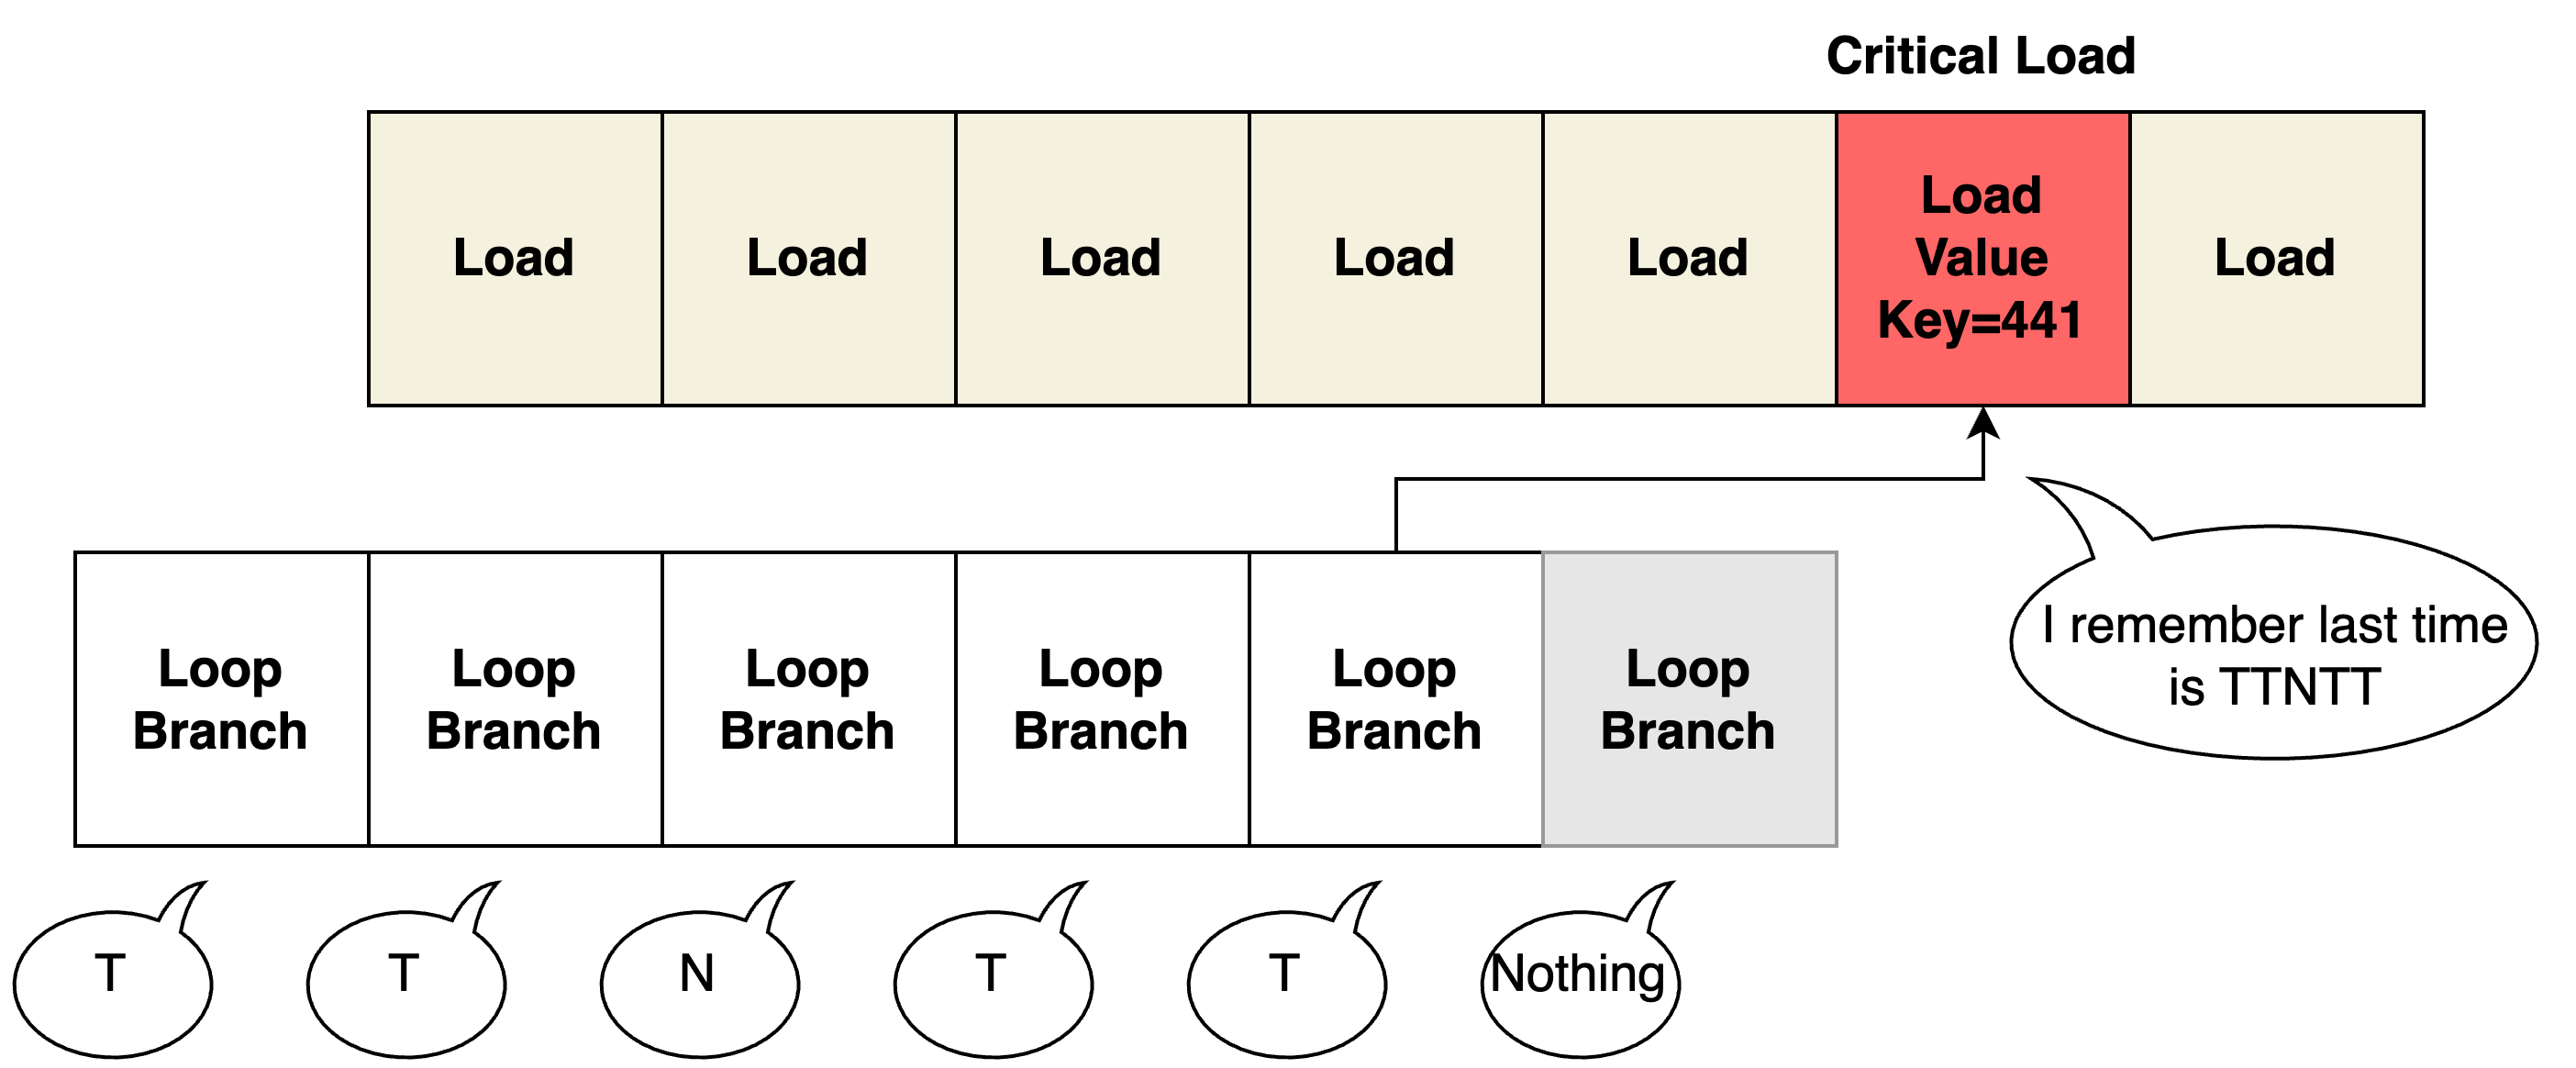 Critical Load
Load
Load
Load
Load
Load
Load
Value
Key=441
Load
I remember last time
is TTNTT
Loop
Branch
Loop
Branch
Loop
Branch
Loop
Branch
Loop
Branch
Loop
Branch
T
T
N
T
T
Nothing